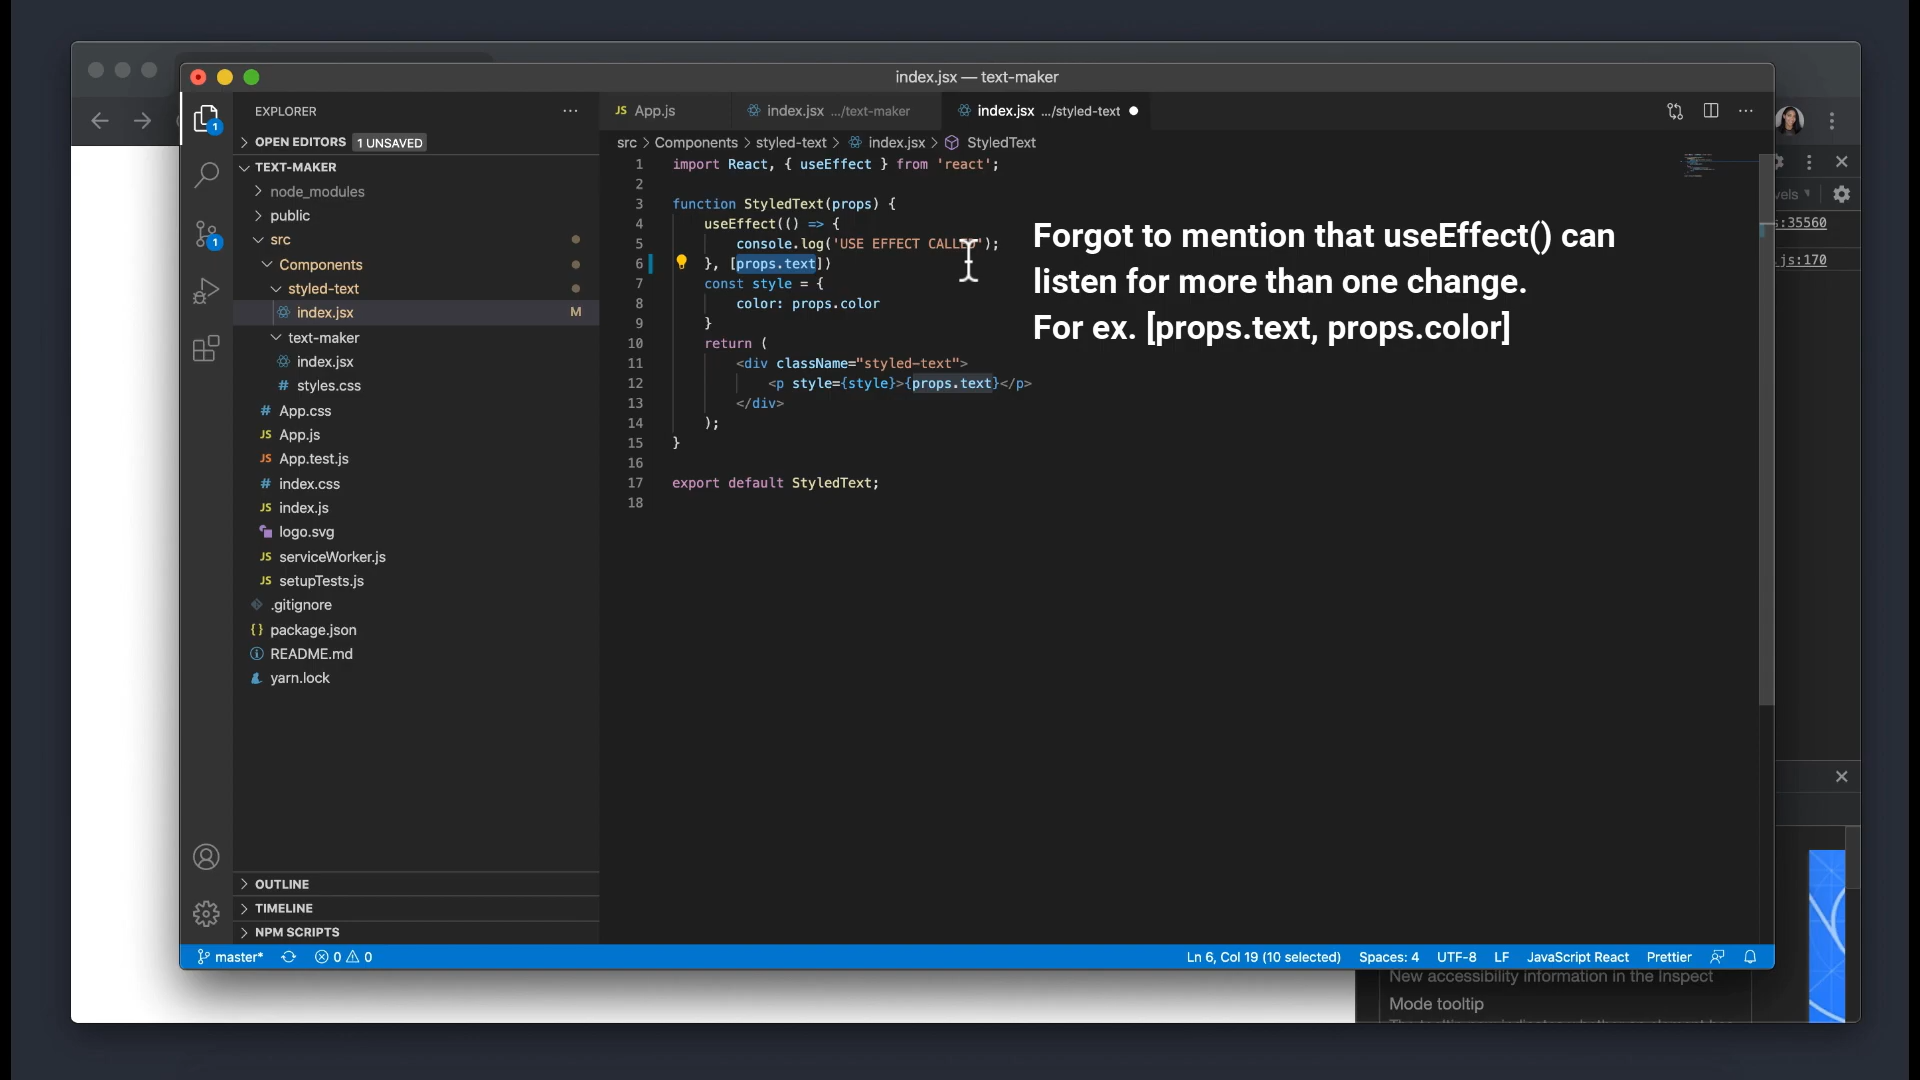 index.jsx — text-maker
EXPLORER
JS App.js
index.jsx .../text-maker
index.jsx .../styled-text
OPEN EDITORS 1 UNSAVED
src > Components > styled-text > index.jsx > StyledText
TEXT-MAKER
node_modules
public
src
Components
styled-text
index.jsx M
text-maker
index.jsx
# styles.css
# App.css
JS App.js
JS App.test.js
# index.css
JS index.js
logo.svg
JS serviceWorker.js
JS setupTests.js
.gitignore
{} package.json
README.md
yarn.lock
OUTLINE
TIMELINE
NPM SCRIPTS
1 import React, { useEffect } from 'react';
2
3 function StyledText(props) {
4 useEffect(() => {
5 console.log('USE EFFECT CALLED');
6 }, [props.text])
7 const style = {
8 color: props.color
9 }
10 return (
11 <div className="styled-text">
12 <p style={style}>{props.text}</p>
13 </div>
14 );
15 }
16
17 export default StyledText;
18
Forgot to mention that useEffect() can
listen for more than one change.
For ex. [props.text, props.color]
vels
:35560
js:170
1
1
master* 0 0
Ln 6, Col 19 (10 selected) Spaces: 4 UTF-8 LF JavaScript React Prettier
New accessibility information in the Inspect
Mode tooltip